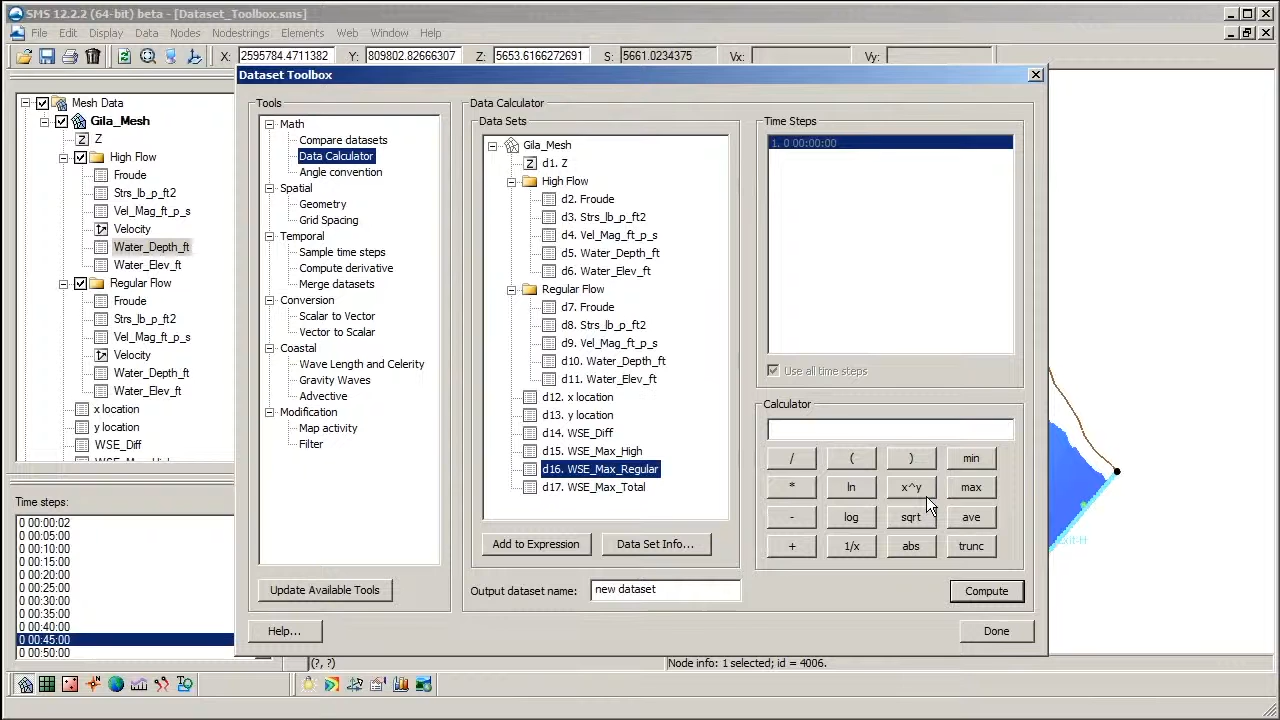 SMS 12.2.2 (64-bit) beta - [Dataset_Toolbox.sms]
File Edit Display Data Nodes Nodestrings Elements Web Window Help
X: 2595784.4711382 Y: 809802.82666307 Z: 5653.6166272691 S: 5661.0234375 Vx: Vy:
Mesh Data
Gila_Mesh
Z
High Flow
Froude
Strs_lb_p_ft2
Vel_Mag_ft_p_s
Velocity
Water_Depth_ft
Water_Elev_ft
Regular Flow
Froude
Strs_lb_p_ft2
Vel_Mag_ft_p_s
Velocity
Water_Depth_ft
Water_Elev_ft
x location
y location
WSE_Diff
Time steps:
0 00:00:02
0 00:05:00
0 00:10:00
0 00:15:00
0 00:20:00
0 00:25:00
0 00:30:00
0 00:35:00
0 00:40:00
0 00:45:00
0 00:50:00
Dataset Toolbox
Tools
Math
Compare datasets
Data Calculator
Angle convention
Spatial
Geometry
Grid Spacing
Temporal
Sample time steps
Compute derivative
Merge datasets
Conversion
Scalar to Vector
Vector to Scalar
Coastal
Wave Length and Celerity
Gravity Waves
Advective
Modification
Map activity
Filter
Update Available Tools
Help...
Data Calculator
Data Sets
Gila_Mesh
d1. Z
High Flow
d2. Froude
d3. Strs_lb_p_ft2
d4. Vel_Mag_ft_p_s
d5. Water_Depth_ft
d6. Water_Elev_ft
Regular Flow
d7. Froude
d8. Strs_lb_p_ft2
d9. Vel_Mag_ft_p_s
d10. Water_Depth_ft
d11. Water_Elev_ft
d12. x location
d13. y location
d14. WSE_Diff
d15. WSE_Max_High
d16. WSE_Max_Regular
d17. WSE_Max_Total
Add to Expression Data Set Info...
Output dataset name: new dataset
Time Steps
1. 0 00:00:00
Use all time steps
Calculator
/ ( ) min
* ln x^y max
- log sqrt ave
+ 1/x abs trunc
Compute
Done
(?, ?)
Node info: 1 selected; id = 4006.